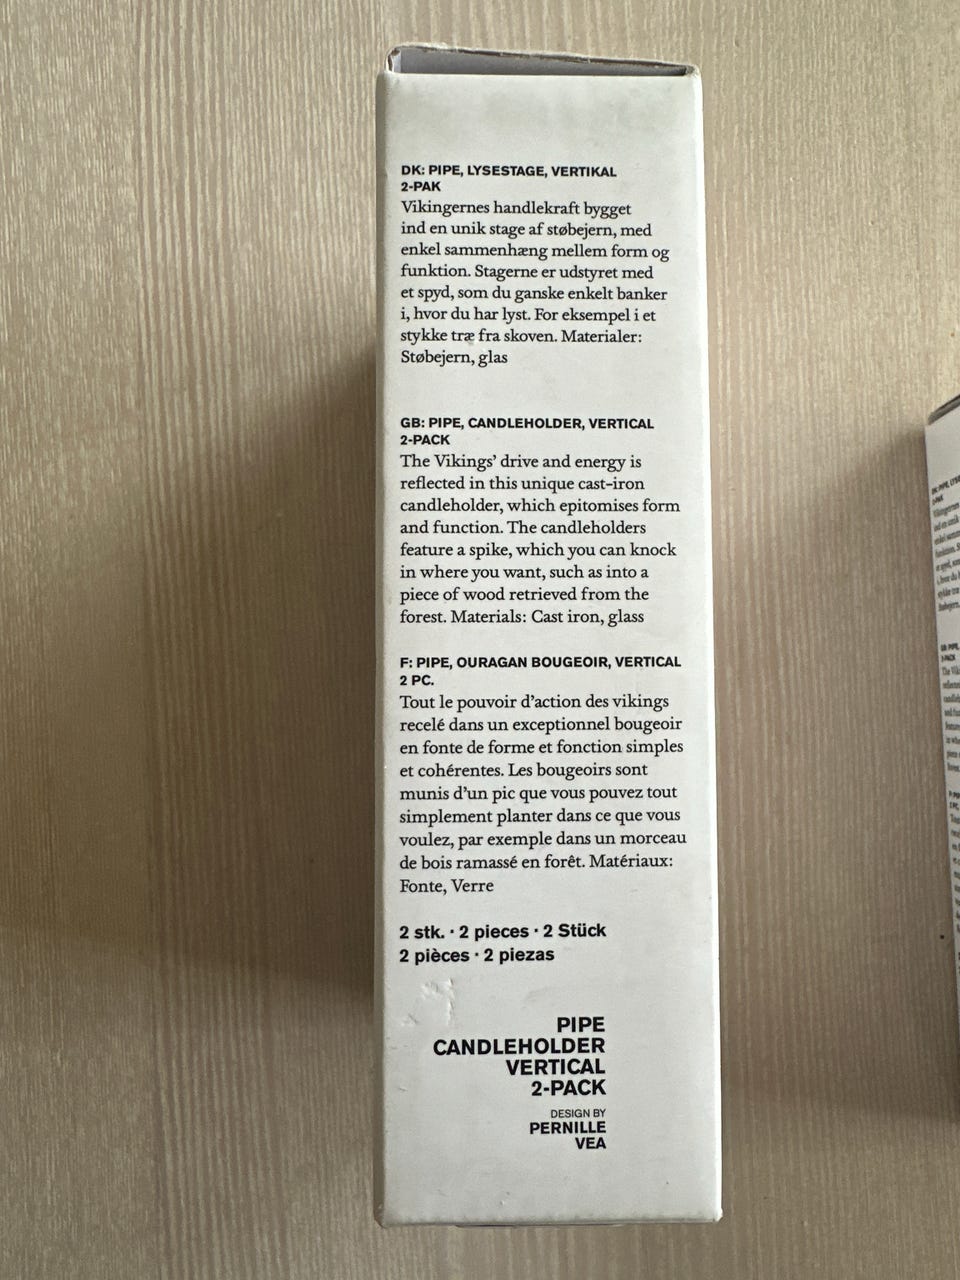 DK: PIPE, LYSESTAGE, VERTIKAL
2-PAK
Vikingernes handlekraft bygget
ind en unik stage af støbejern, med
enkel sammenhæng mellem form og
funktion. Stagerne er udstyret med
et spyd, som du ganske enkelt banker
i, hvor du har lyst. For eksempel i et
stykke træ fra skoven. Materialer:
Støbejern, glas
GB: PIPE, CANDLEHOLDER, VERTICAL
2-PACK
The Vikings’ drive and energy is
reflected in this unique cast-iron
candleholder, which epitomises form
and function. The candleholders
feature a spike, which you can knock
in where you want, such as into a
piece of wood retrieved from the
forest. Materials: Cast iron, glass
F: PIPE, OURAGAN BOUGEOIR, VERTICAL
2 PC.
Tout le pouvoir d’action des vikings
recelé dans un exceptionnel bougeoir
en fonte de forme et fonction simples
et cohérentes. Les bougeoirs sont
munis d’un pic que vous pouvez tout
simplement planter dans ce que vous
voulez, par exemple dans un morceau
de bois ramassé en forêt. Matériaux:
Fonte, Verre
2 stk. · 2 pieces · 2 Stück
2 pièces · 2 piezas
PIPE
CANDLEHOLDER
VERTICAL
2-PACK
DESIGN BY
PERNILLE
VEA